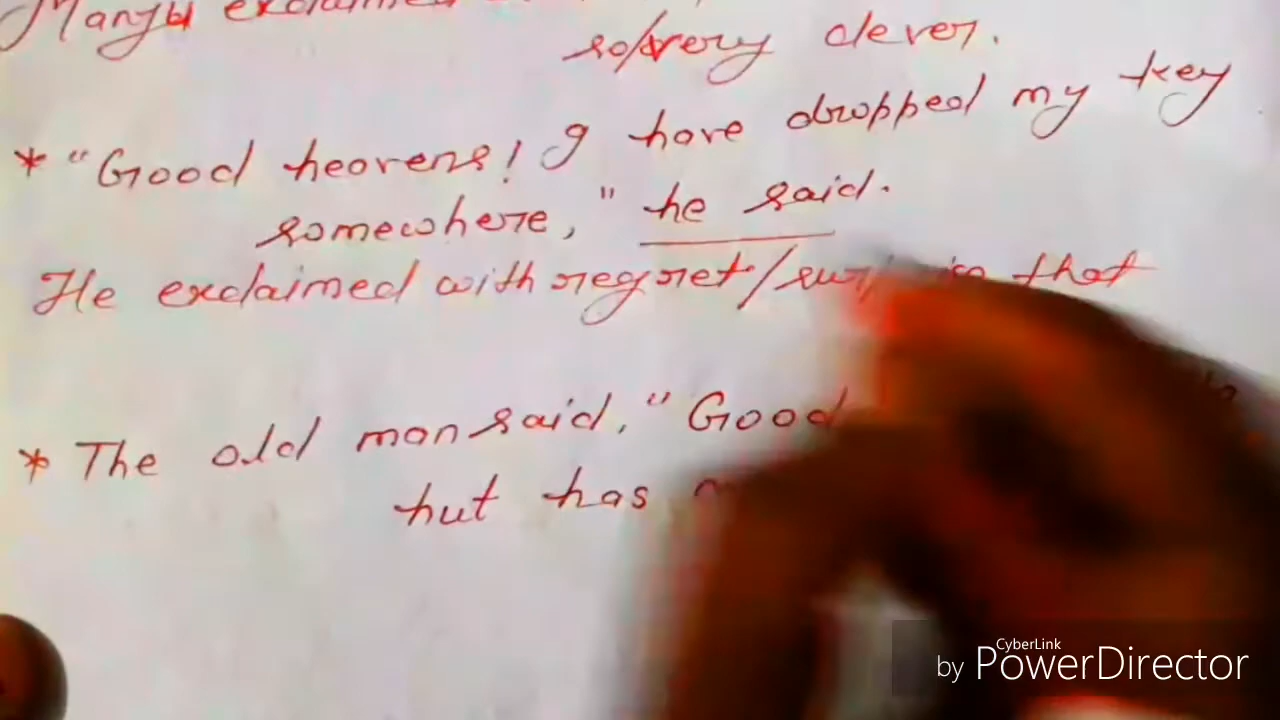 Manju exclaimed
so/very clever.
* "Good heavens! I have dropped my key
somewhere," he said.
He exclaimed with regret/ that
* The old man said, "Good
hut has
by CyberLink PowerDirector